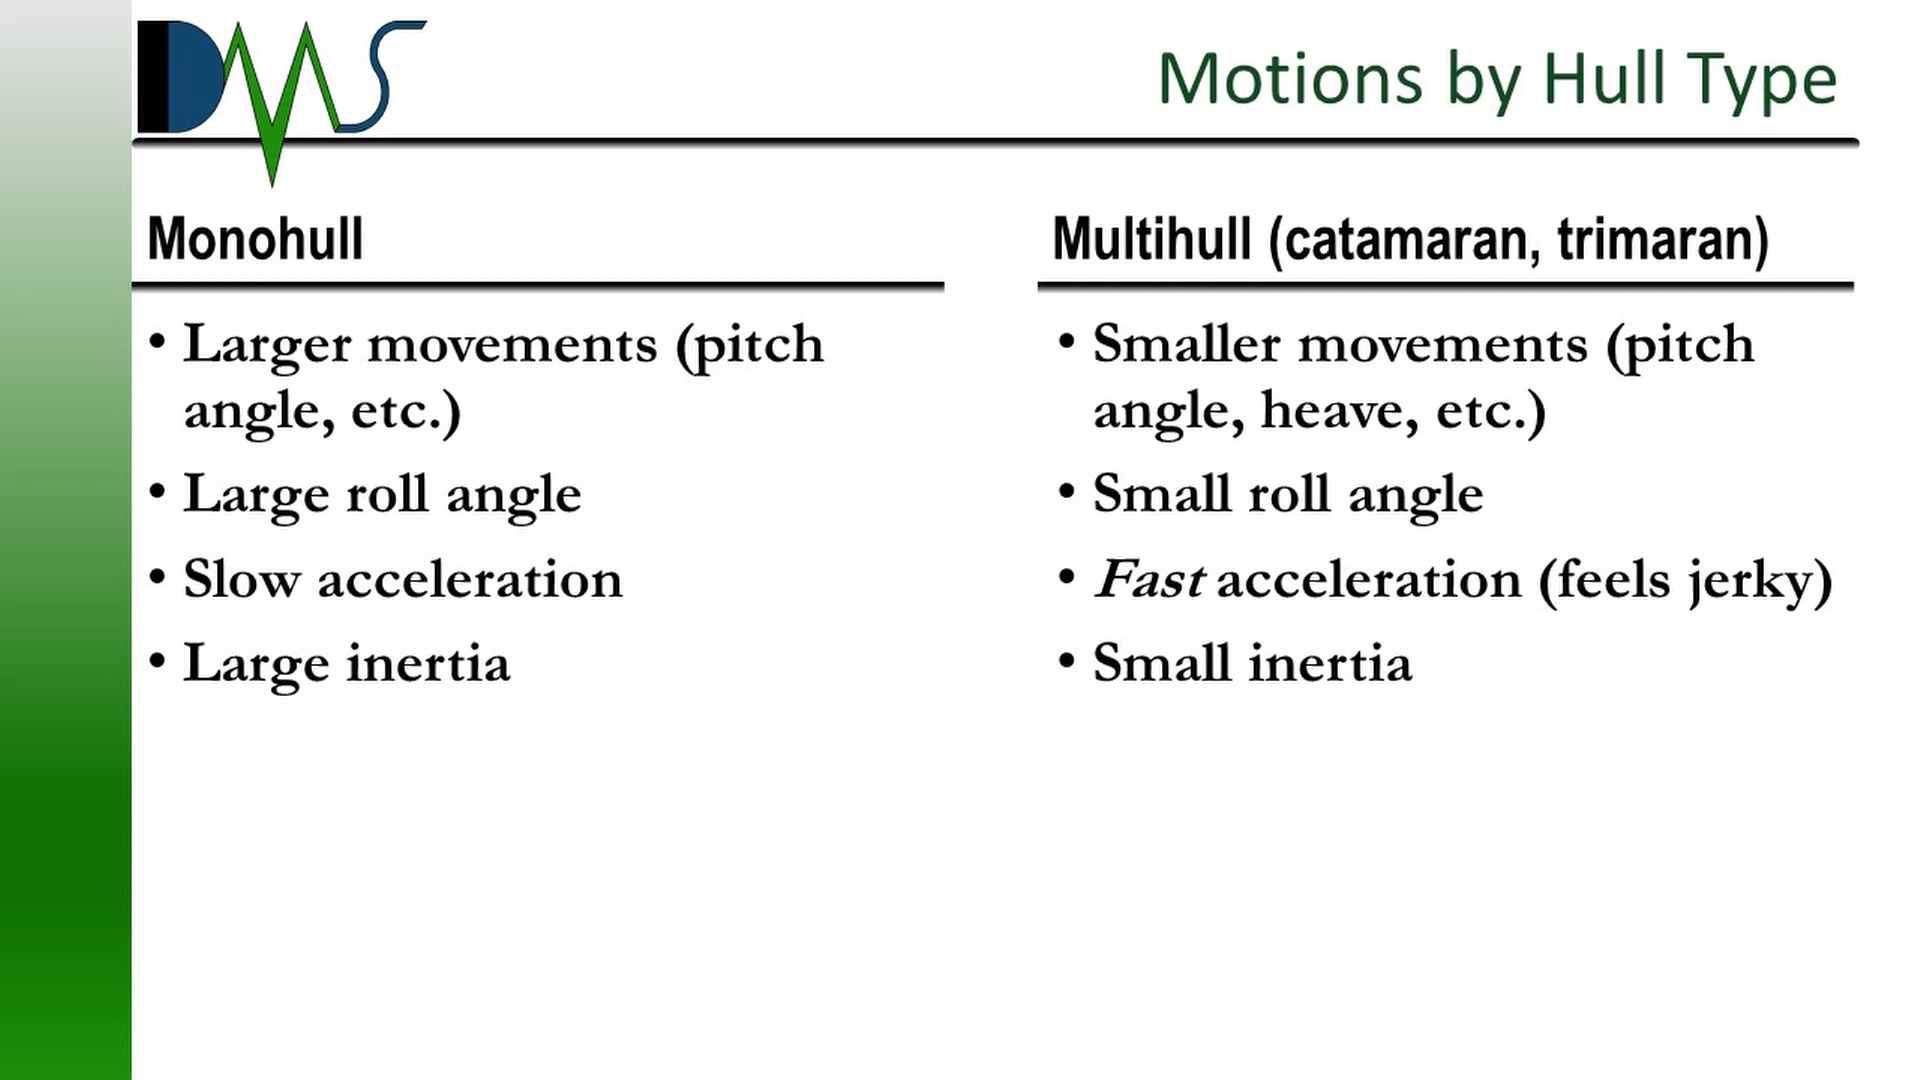 DMS
Motions by Hull Type
Monohull
• Larger movements (pitch
angle, etc.)
• Large roll angle
• Slow acceleration
• Large inertia
Multihull (catamaran, trimaran)
• Smaller movements (pitch
angle, heave, etc.)
• Small roll angle
• Fast acceleration (feels jerky)
• Small inertia